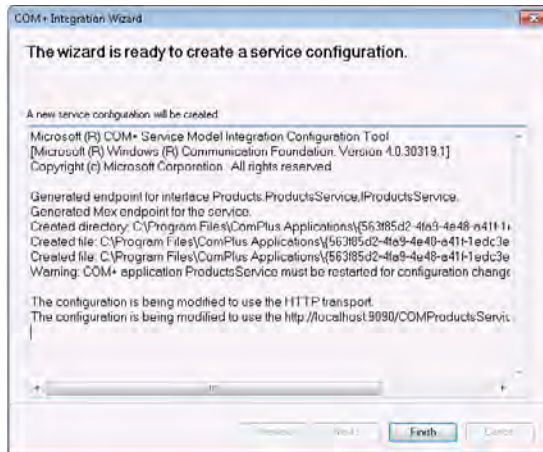 COM+ Integration Wizard
The wizard is ready to create a service configuration.
A new service configuration will be created
Microsoft (R) COM+ Service Model Integration Configuration Tool
[Microsoft (R) Windows (R) Communication Foundation, Version 4.0.30319.1]
Copyright (c) Microsoft Corporation. All rights reserved.
Generated endpoint for interface Products.ProductsService.IProductsService.
Generated Mex endpoint for the service.
Created directory: C:\Program Files\ComPlus Applications\{563f85d2-4fa9-4e48-a41f-1
Created file: C:\Program Files\ComPlus Applications\{563f85d2-4fa9-4e48-a41f-1edc3e
Created file: C:\Program Files\ComPlus Applications\{563f85d2-4fa9-4e48-a41f-1edc3e
Warning: COM+ application ProductsService must be restarted for configuration change
The configuration is being modified to use the HTTP transport.
The configuration is being modified to use the http://localhost:9090/COMProductsServic
Previous Next Finish Cancel